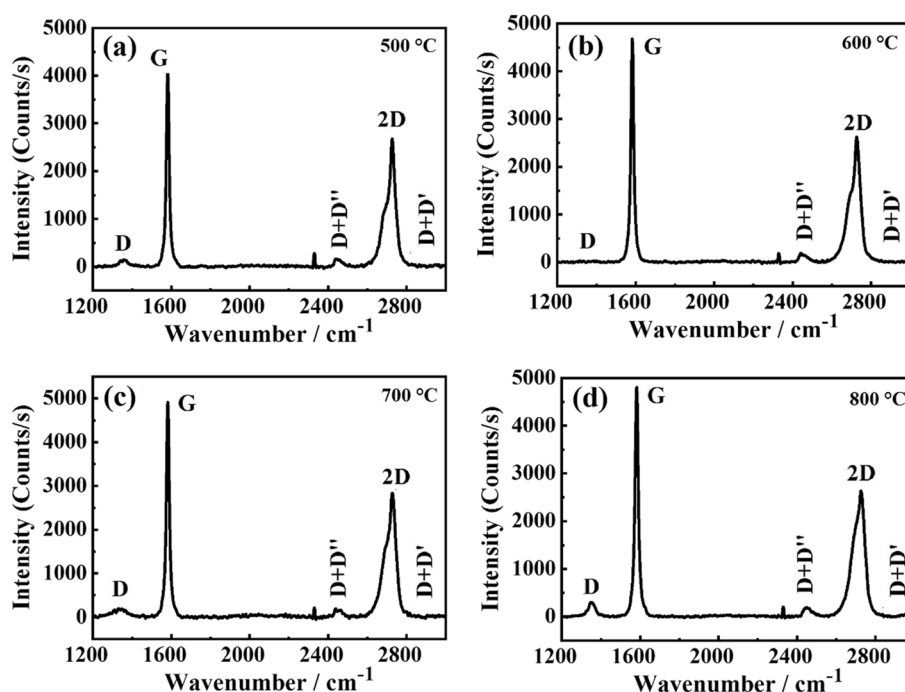 (a)
500 °C
G
2D
D
D+D''
D+D'
Intensity (Counts/s)
5000
4000
3000
2000
1000
0
1200 1600 2000 2400 2800
Wavenumber / cm-1
(b)
600 °C
G
2D
D
D+D''
D+D'
Intensity (Counts/s)
5000
4000
3000
2000
1000
0
1200 1600 2000 2400 2800
Wavenumber / cm-1
(c)
700 °C
G
2D
D
D+D''
D+D'
Intensity (Counts/s)
5000
4000
3000
2000
1000
0
1200 1600 2000 2400 2800
Wavenumber / cm-1
(d)
800 °C
G
2D
D
D+D''
D+D'
Intensity (Counts/s)
5000
4000
3000
2000
1000
0
1200 1600 2000 2400 2800
Wavenumber / cm-1